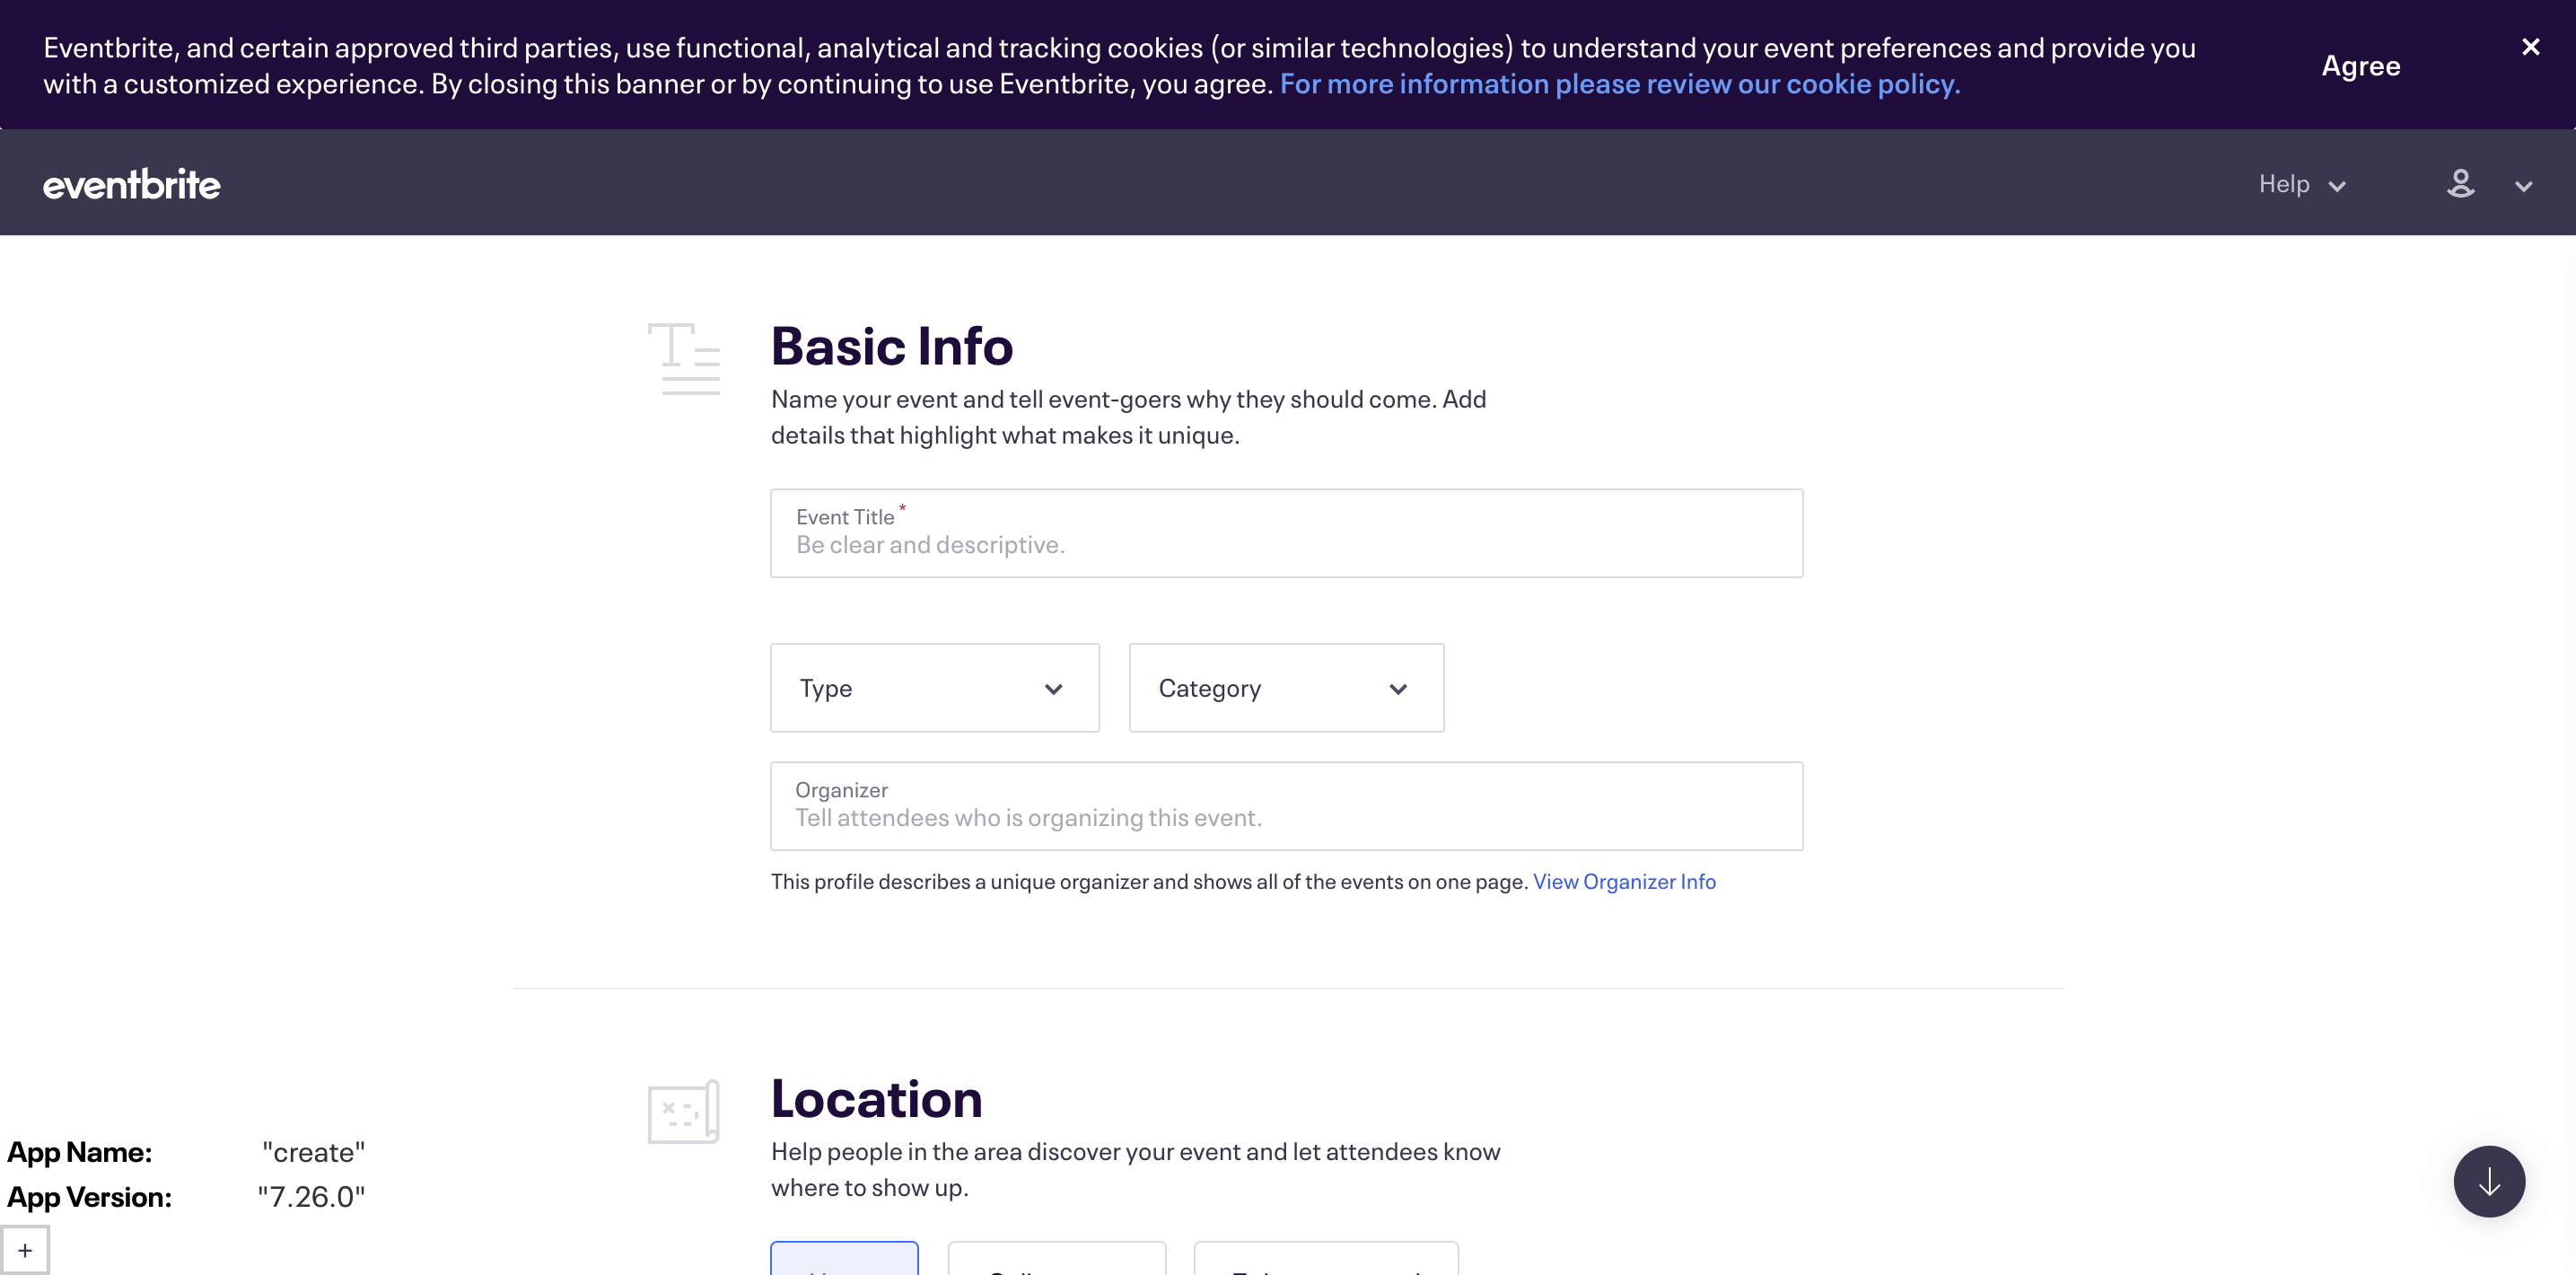 Eventbrite, and certain approved third parties, use functional, analytical and tracking cookies (or similar technologies) to understand your event preferences and provide you
with a customized experience. By closing this banner or by continuing to use Eventbrite, you agree. For more information please review our cookie policy.
Agree
eventbrite
Help
Basic Info
Name your event and tell event-goers why they should come. Add
details that highlight what makes it unique.
Event Title *
Be clear and descriptive.
Type
Category
Organizer
Tell attendees who is organizing this event.
This profile describes a unique organizer and shows all of the events on one page. View Organizer Info
Location
Help people in the area discover your event and let attendees know
where to show up.
App Name: "create"
App Version: "7.26.0"
+